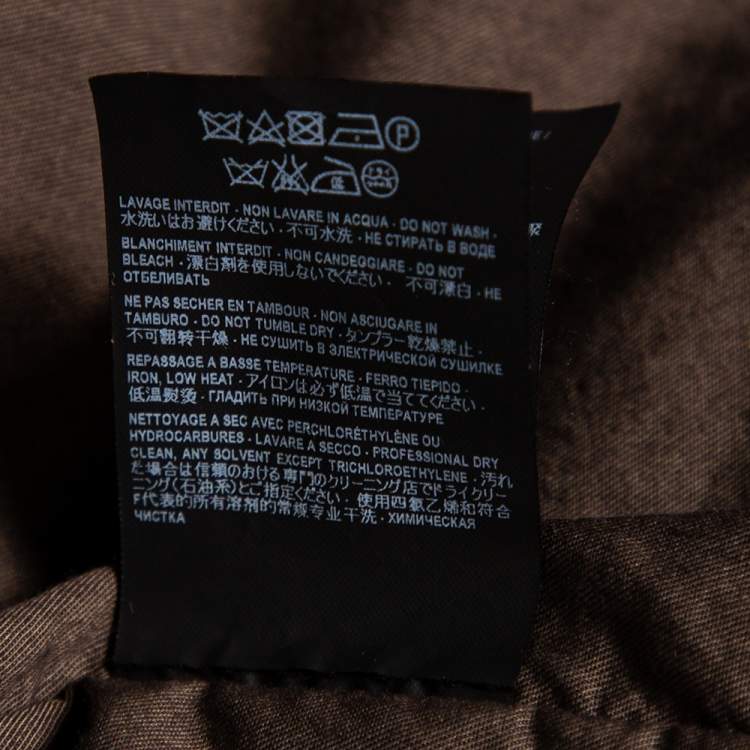 P
低
ドライ
LAVAGE INTERDIT - NON LAVARE IN ACQUA - DO NOT WASH -
水洗いはお避けください - 不可水洗 - НЕ СТИРАТЬ В ВОДЕ
BLANCHIMENT INTERDIT - NON CANDEGGIARE - DO NOT
BLEACH - 漂白剤を使用しないでください - 不可漂白 - НЕ
ОТБЕЛИВАТЬ
NE PAS SECHER EN TAMBOUR - NON ASCIUGARE IN
TAMBURO - DO NOT TUMBLE DRY - タンブラー乾燥禁止 -
不可翻转干燥 - НЕ СУШИТЬ В ЭЛЕКТРИЧЕСКОЙ СУШИЛКЕ
REPASSAGE A BASSE TEMPERATURE - FERRO TIEPIDO -
IRON, LOW HEAT - アイロンは必ず低温で当ててください -
低温熨烫 - ГЛАДИТЬ ПРИ НИЗКОЙ ТЕМПЕРАТУРЕ
NETTOYAGE A SEC AVEC PERCHLORÉTHYLÈNE OU
HYDROCARBURES - LAVARE A SECCO - PROFESSIONAL DRY
CLEAN, ANY SOLVENT EXCEPT TRICHLOROETHYLENE - 汚れ
た場合は信頼のおける専門のクリーニング店でドライクリー
ニング(石油系)とご指定ください - 使用四氯乙烯和符合
F代表的所有溶剂的常规专业干洗 - ХИМИЧЕСКАЯ
ЧИСТКА